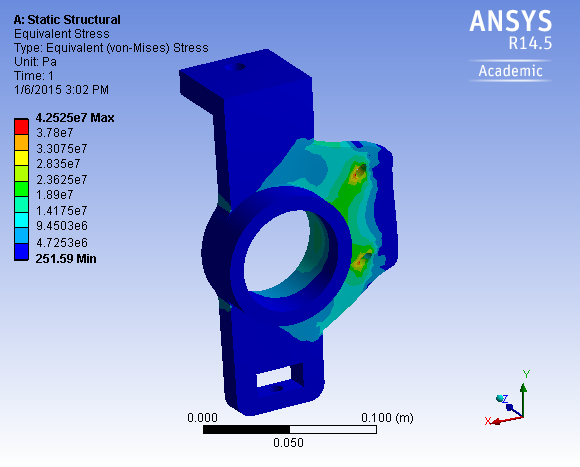 A: Static Structural
Equivalent Stress
Type: Equivalent (von-Mises) Stress
Unit: Pa
Time: 1
1/6/2015 3:02 PM
ANSYS
R14.5
Academic
4.2525e7 Max
3.78e7
3.3075e7
2.835e7
2.3625e7
1.89e7
1.4175e7
9.4503e6
4.7253e6
251.59 Min
0.000
0.100 (m)
0.050
Y
Z
X